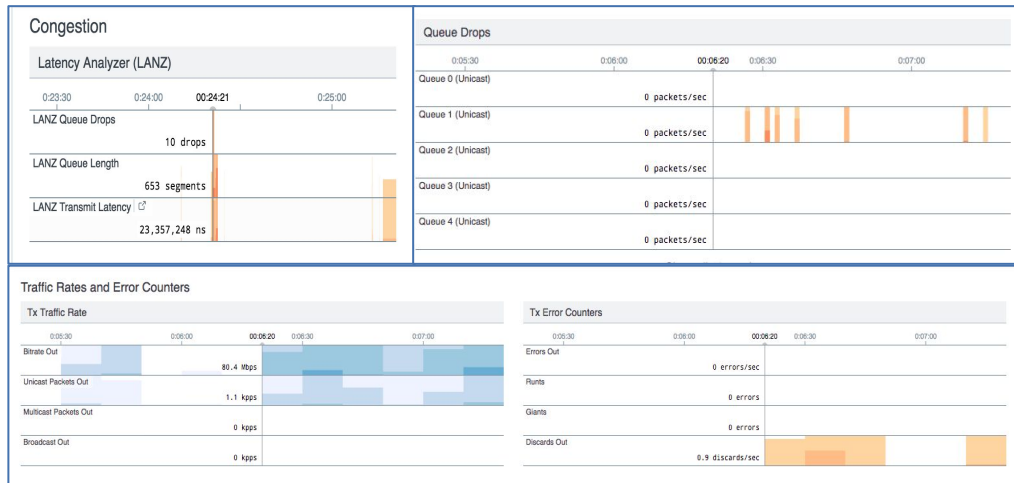 Congestion
Latency Analyzer (LANZ)
0:23:30 0:24:00 00:24:21 0:25:00
LANZ Queue Drops
10 drops
LANZ Queue Length
653 segments
LANZ Transmit Latency
23,357,248 ns
Queue Drops
0:05:30 0:06:00 00:06:20 0:06:30 0:07:00
Queue 0 (Unicast)
0 packets/sec
Queue 1 (Unicast)
0 packets/sec
Queue 2 (Unicast)
0 packets/sec
Queue 3 (Unicast)
0 packets/sec
Queue 4 (Unicast)
0 packets/sec
Traffic Rates and Error Counters
Tx Traffic Rate
0:05:30 0:06:00 00:06:20 0:06:30 0:07:00
Bitrate Out
80.4 Mbps
Unicast Packets Out
1.1 kpps
Multicast Packets Out
0 kpps
Broadcast Out
0 kpps
Tx Error Counters
0:05:30 0:06:00 00:06:20 0:06:30 0:07:00
Errors Out
0 errors/sec
Runts
0 errors
Giants
0 errors
Discards Out
0.9 discards/sec